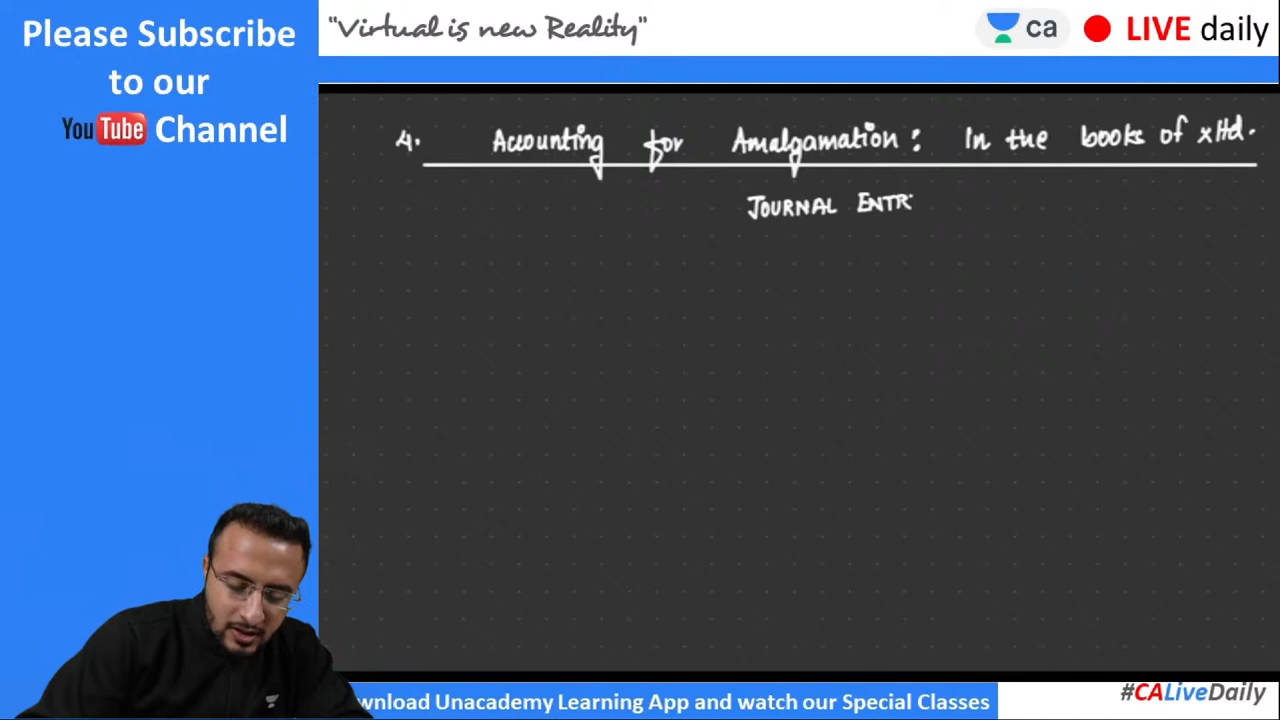 Please Subscribe
to our
YouTube Channel
"Virtual is new Reality"
ca
LIVE daily
4. Accounting for Amalgamation: In the books of x Ltd.
JOURNAL ENTR
wnload Unacademy Learning App and watch our Special Classes
#CALiveDaily